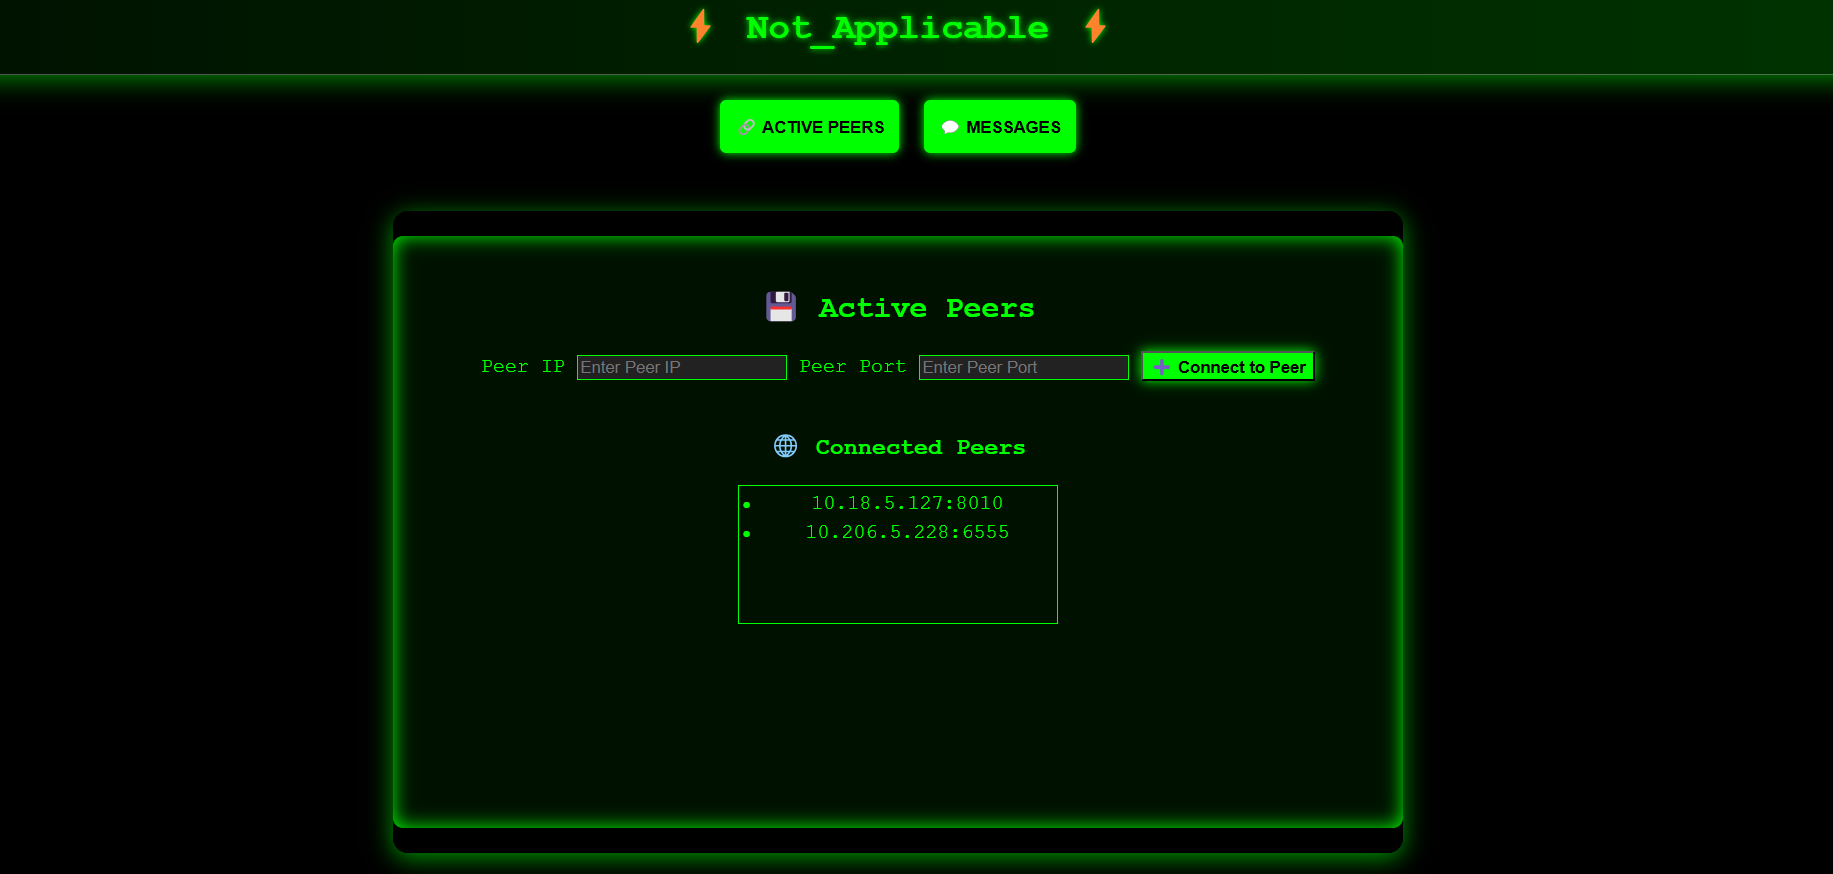 ⚡ Not_Applicable ⚡
🔗 ACTIVE PEERS 💬 MESSAGES
💾 Active Peers
Peer IP Enter Peer IP Peer Port Enter Peer Port ➕ Connect to Peer
🌐 Connected Peers
• 10.18.5.127:8010
• 10.206.5.228:6555